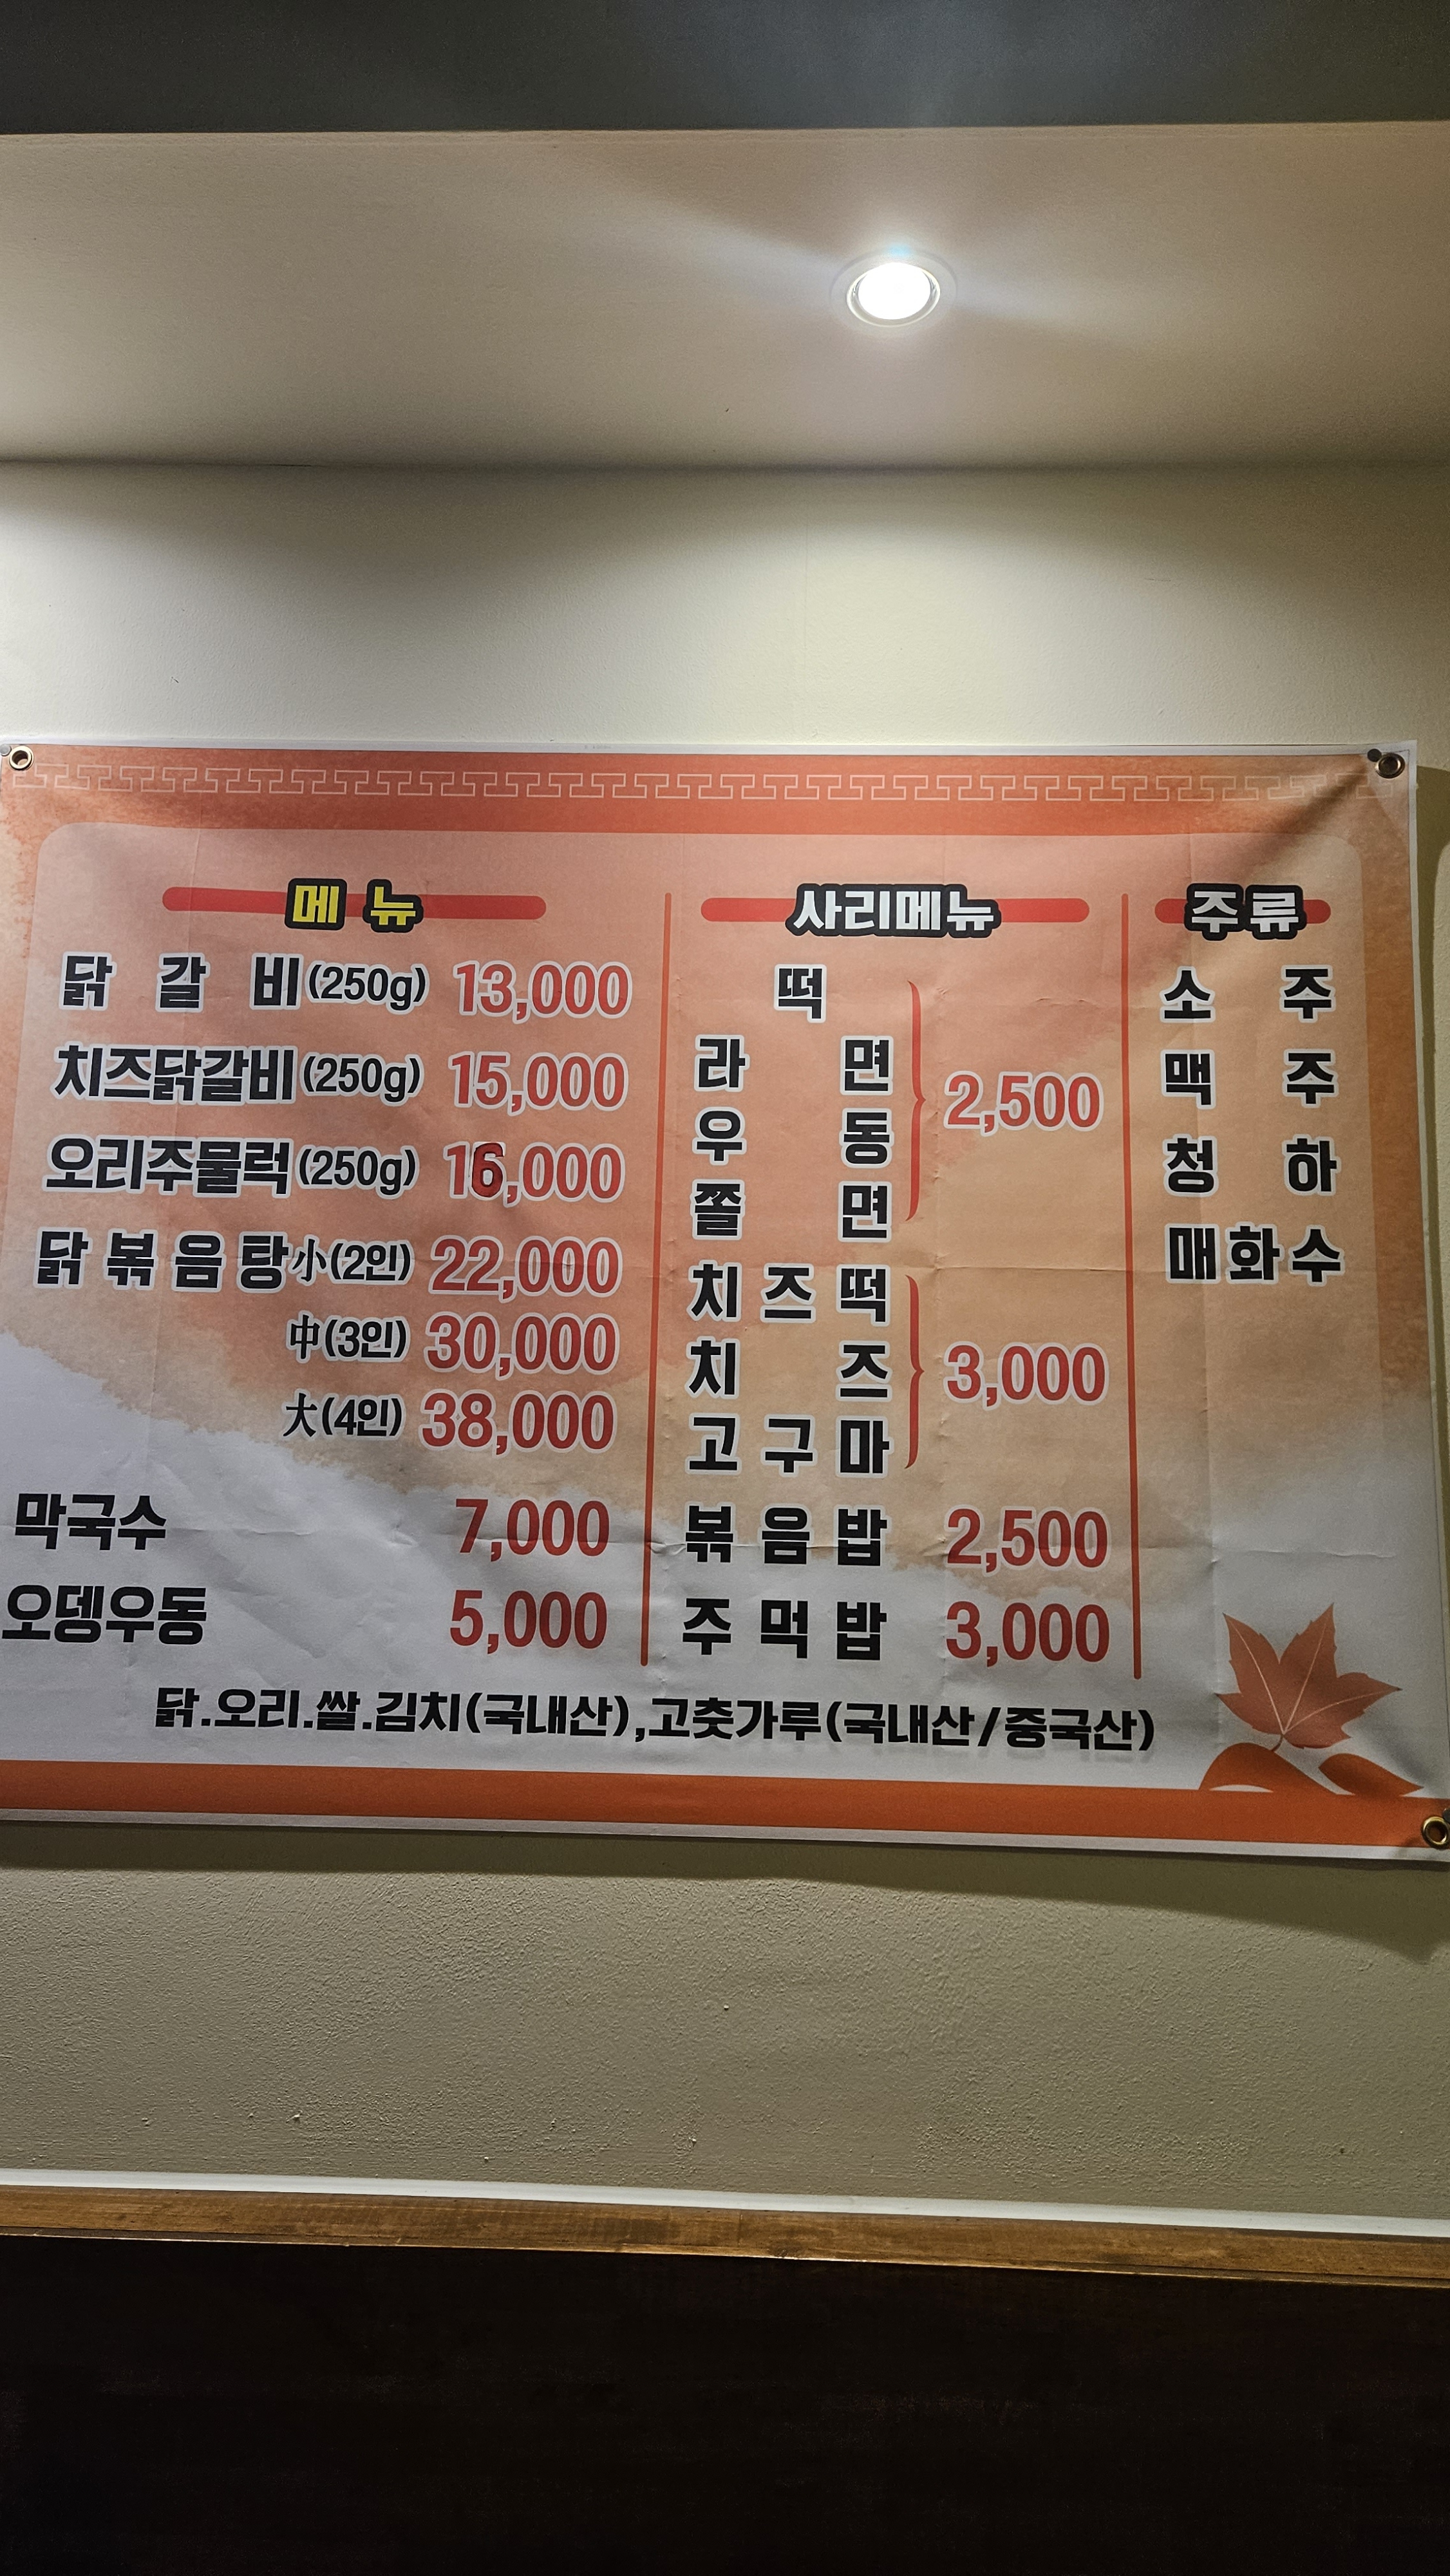 메뉴
닭갈비(250g) 13,000
치즈닭갈비(250g) 15,000
오리주물럭(250g) 16,000
닭볶음탕小(2인) 22,000
中(3인) 30,000
大(4인) 38,000
막국수 7,000
오뎅우동 5,000
사리메뉴
떡
라면
우동
쫄면
2,500
치즈떡
치즈
고구마
3,000
볶음밥 2,500
주먹밥 3,000
주류
소주
맥주
청하
매화수
닭.오리.쌀.김치(국내산),고춧가루(국내산/중국산)